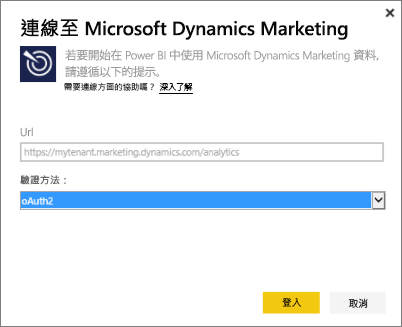 連線至 Microsoft Dynamics Marketing
若要開始在 Power BI 中使用 Microsoft Dynamics Marketing 資料,
請遵循以下的提示。
需要連線方面的協助嗎？ 深入了解
Url
https://mytenant.marketing.dynamics.com/analytics
驗證方法：
oAuth2
登入 取消